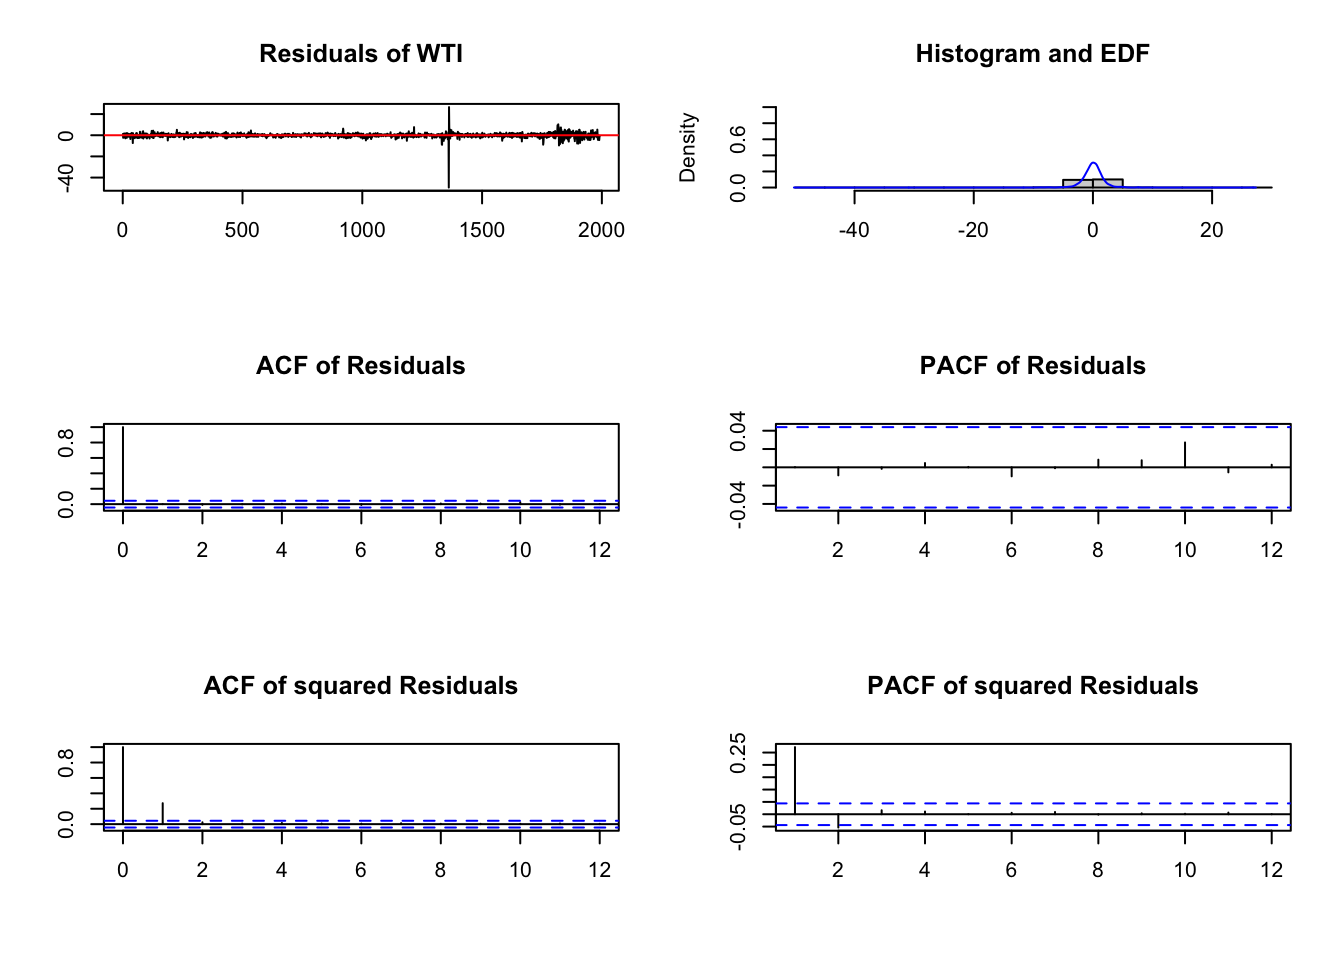 Residuals of WTI
0
-40
0 500 1000 1500 2000
Histogram and EDF
Density
0.6
0.0
-40 -20 0 20
ACF of Residuals
0.8
0.0
0 2 4 6 8 10 12
PACF of Residuals
0.04
-0.04
2 4 6 8 10 12
ACF of squared Residuals
0.8
0.0
0 2 4 6 8 10 12
PACF of squared Residuals
0.25
-0.05
2 4 6 8 10 12